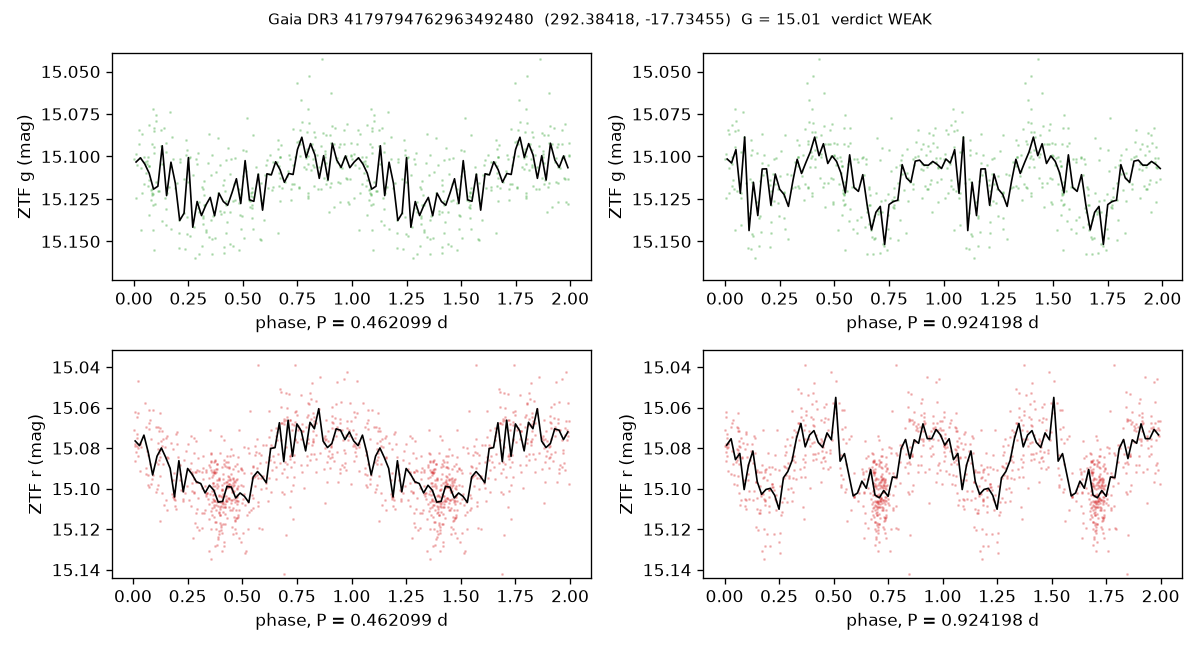 Gaia DR3 4179794762963492480  (292.38418, -17.73455)  G = 15.01  verdict WEAK
ZTF g (mag)
15.050
15.075
15.100
15.125
15.150
0.00 0.25 0.50 0.75 1.00 1.25 1.50 1.75 2.00
phase, P = 0.462099 d
ZTF g (mag)
15.050
15.075
15.100
15.125
15.150
0.00 0.25 0.50 0.75 1.00 1.25 1.50 1.75 2.00
phase, P = 0.924198 d
ZTF r (mag)
15.04
15.06
15.08
15.10
15.12
15.14
0.00 0.25 0.50 0.75 1.00 1.25 1.50 1.75 2.00
phase, P = 0.462099 d
ZTF r (mag)
15.04
15.06
15.08
15.10
15.12
15.14
0.00 0.25 0.50 0.75 1.00 1.25 1.50 1.75 2.00
phase, P = 0.924198 d